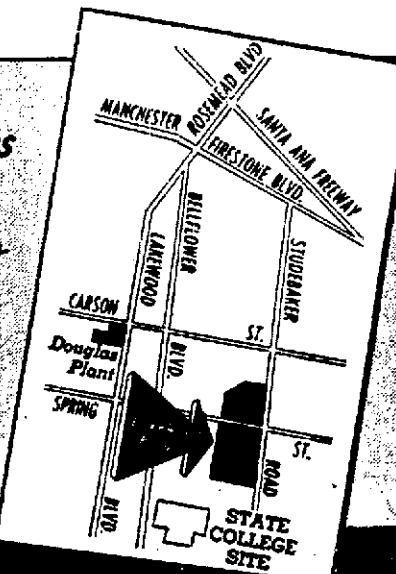 S
ROSEMEAD BLVD
MANCHESTER
SANTA ANA FREEWAY
FIRESTONE BLVD.
BELLFLOWER
LAKEWOOD
STUDEBAKER
CARSON
ST.
Douglas
Plant
BLVD.
SPRING
ST.
ROAD
BLVD.
STATE
COLLEGE
SITE